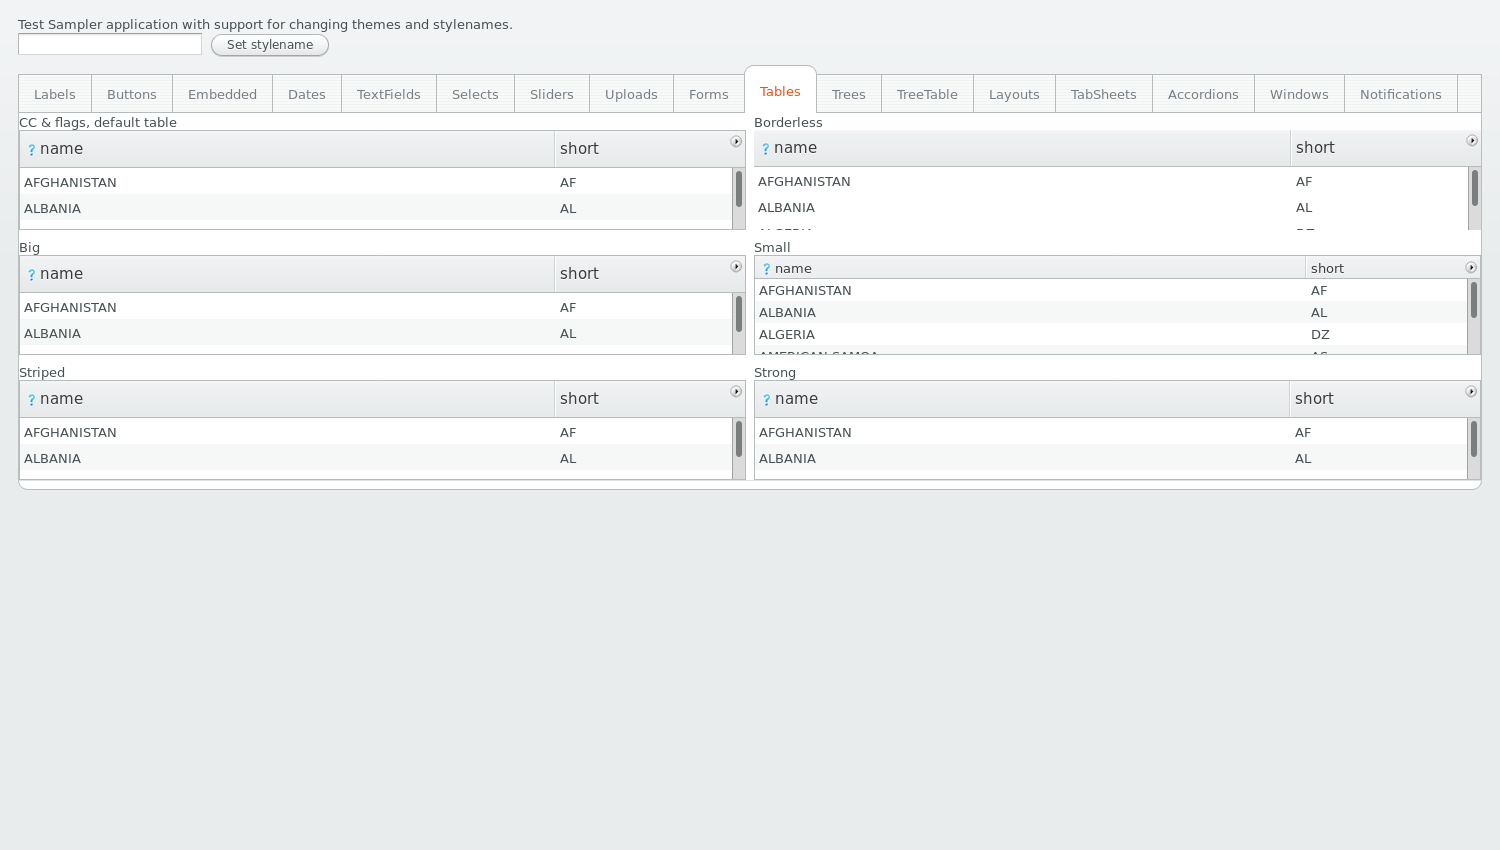 Test Sampler application with support for changing themes and stylenames.
Set stylename
Labels Buttons Embedded Dates TextFields Selects Sliders Uploads Forms Tables Trees TreeTable Layouts TabSheets Accordions Windows Notifications
CC & flags, default table
? name short
AFGHANISTAN AF
ALBANIA AL
Borderless
? name short
AFGHANISTAN AF
ALBANIA AL
Big
? name short
AFGHANISTAN AF
ALBANIA AL
Small
? name short
AFGHANISTAN AF
ALBANIA AL
ALGERIA DZ
Striped
? name short
AFGHANISTAN AF
ALBANIA AL
Strong
? name short
AFGHANISTAN AF
ALBANIA AL